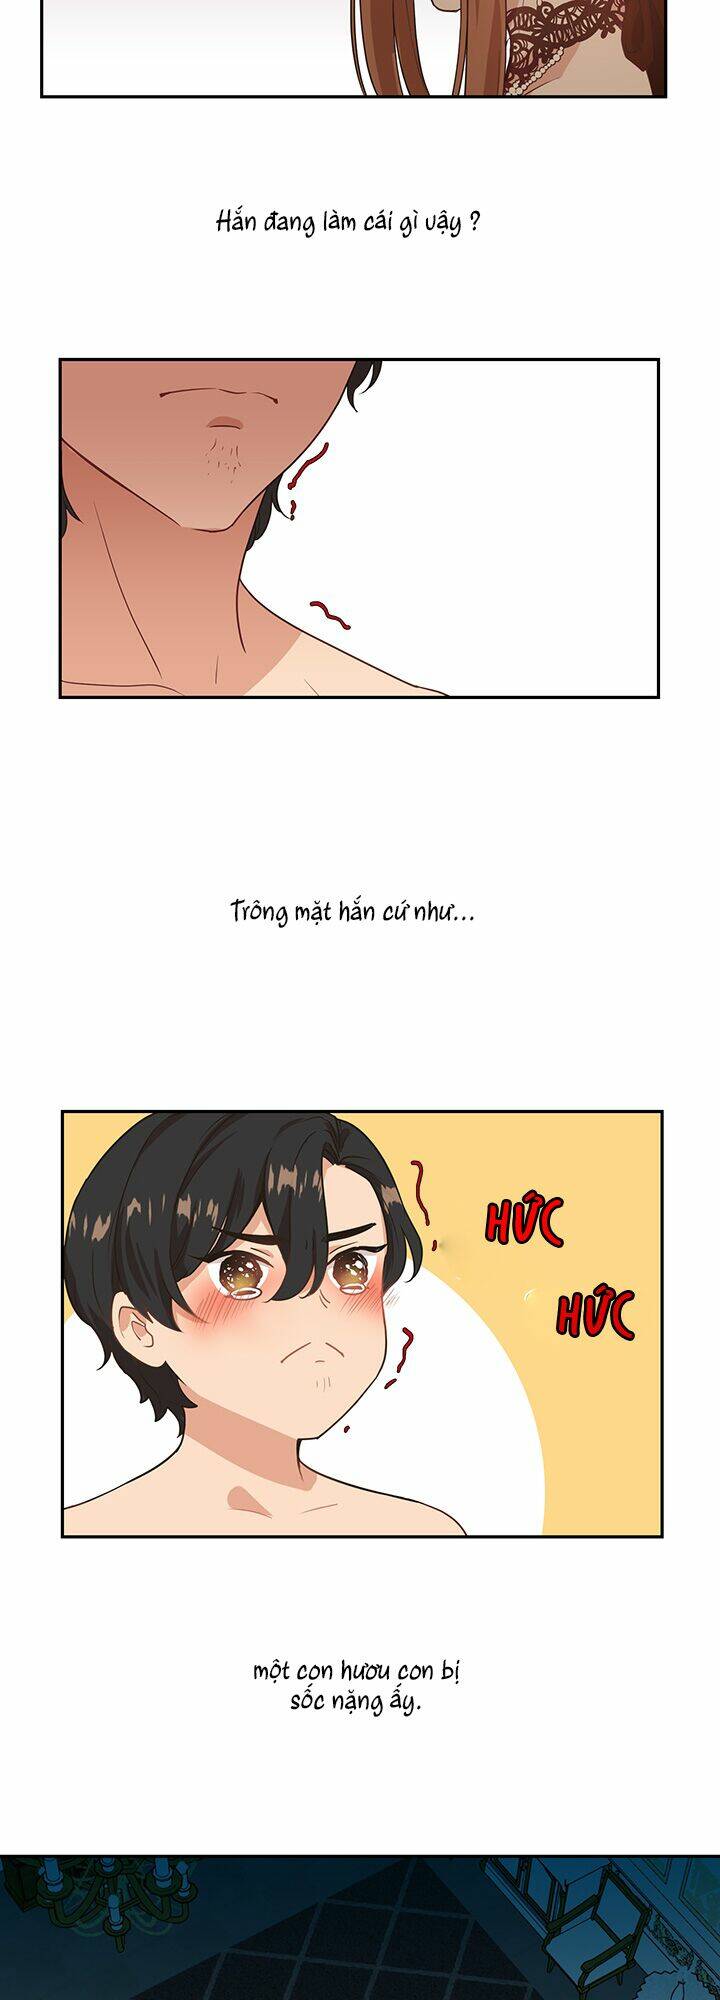 Hắn đang làm cái gì vậy ?
Trông mặt hắn cứ như...
HỨC
HỨC
một con hươu con bị
sốc nặng ấy.